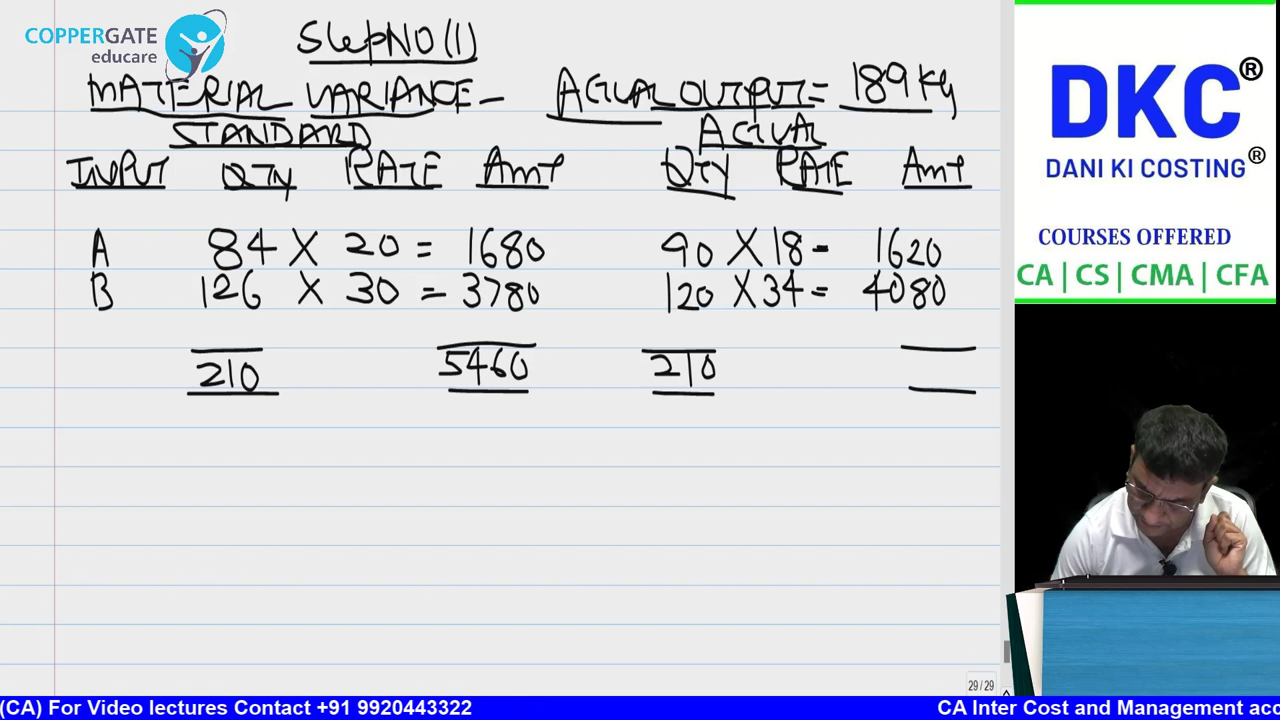 COPPERGATE
educare
Step NO (1)
MATERIAL VARIANCE - ACTUAL OUTPUT = 189 Kg
STANDARD ACTUAL
INPUT QTY RATE Amt QTY RATE Amt
A 84 X 20 = 1680 90 X 18 = 1620
B 126 X 30 = 3780 120 X 34 = 4080
210 5460 210
29 / 29
DKC®
DANI KI COSTING®
COURSES OFFERED
CA | CS | CMA | CFA
(CA) For Video lectures Contact +91 9920443322 CA Inter Cost and Management acc